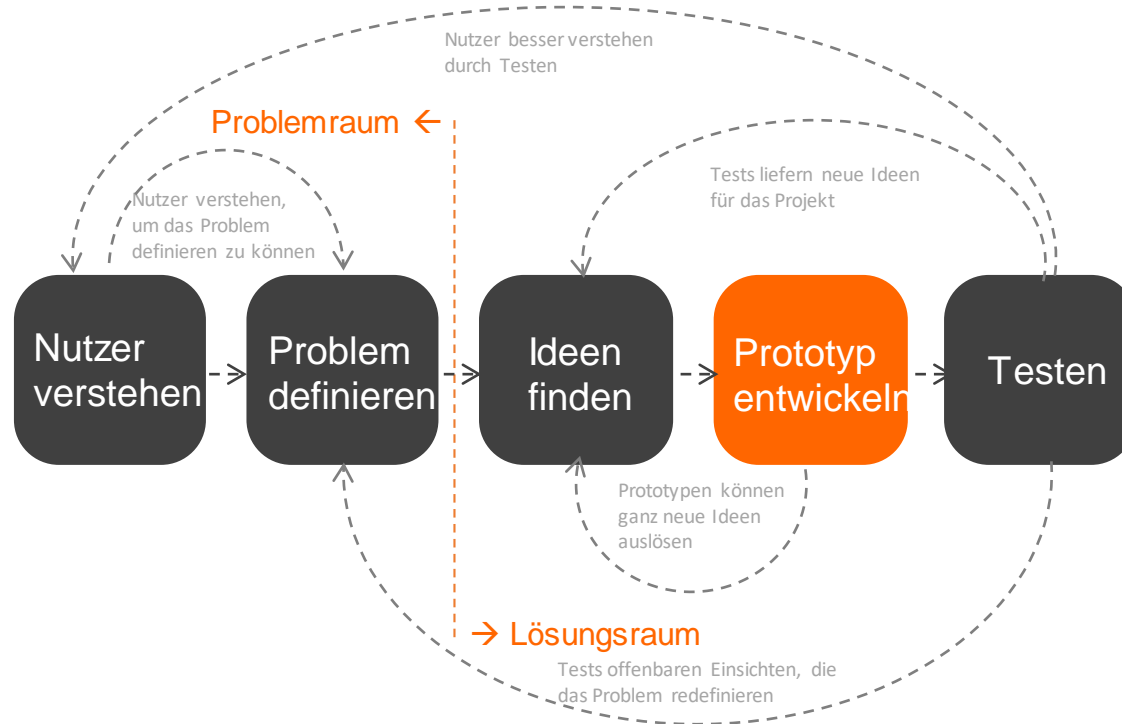 Nutzer besser verstehen
durch Testen
Problemraum ←
Tests liefern neue Ideen
für das Projekt
Nutzer verstehen,
um das Problem
definieren zu können
Nutzer
verstehen
Problem
definieren
Ideen
finden
Prototyp
entwickeln
Testen
Prototypen können
ganz neue Ideen
auslösen
→ Lösungsraum
Tests offenbaren Einsichten, die
das Problem redefinieren